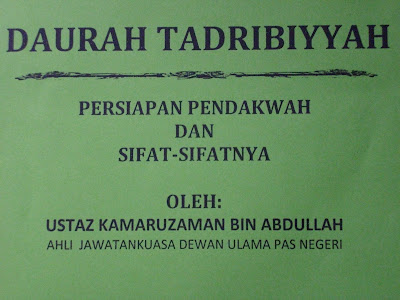 DAURAH TADRIBIYYAH
PERSIAPAN PENDAKWAH
DAN
SIFAT-SIFATNYA
OLEH:
USTAZ KAMARUZAMAN BIN ABDULLAH
AHLI JAWATANKUASA DEWAN ULAMA PAS NEGERI